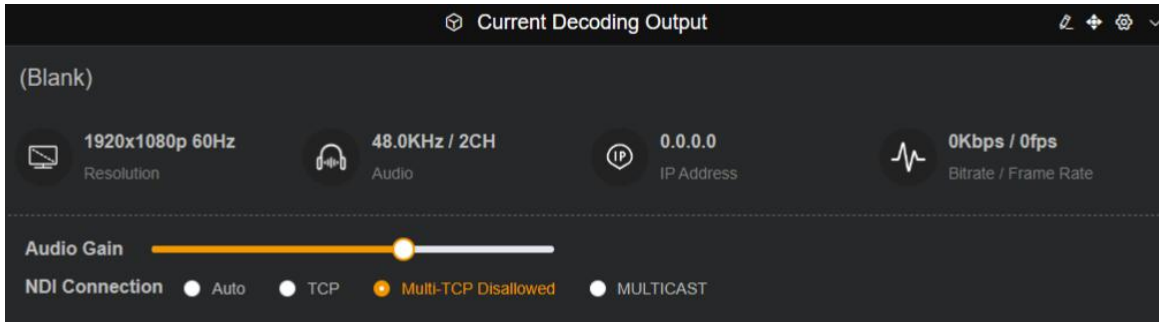 Current Decoding Output
(Blank)
1920x1080p 60Hz
Resolution
48.0KHz / 2CH
Audio
IP
0.0.0.0
IP Address
0Kbps / 0fps
Bitrate / Frame Rate
Audio Gain
NDI Connection Auto TCP Multi-TCP Disallowed MULTICAST